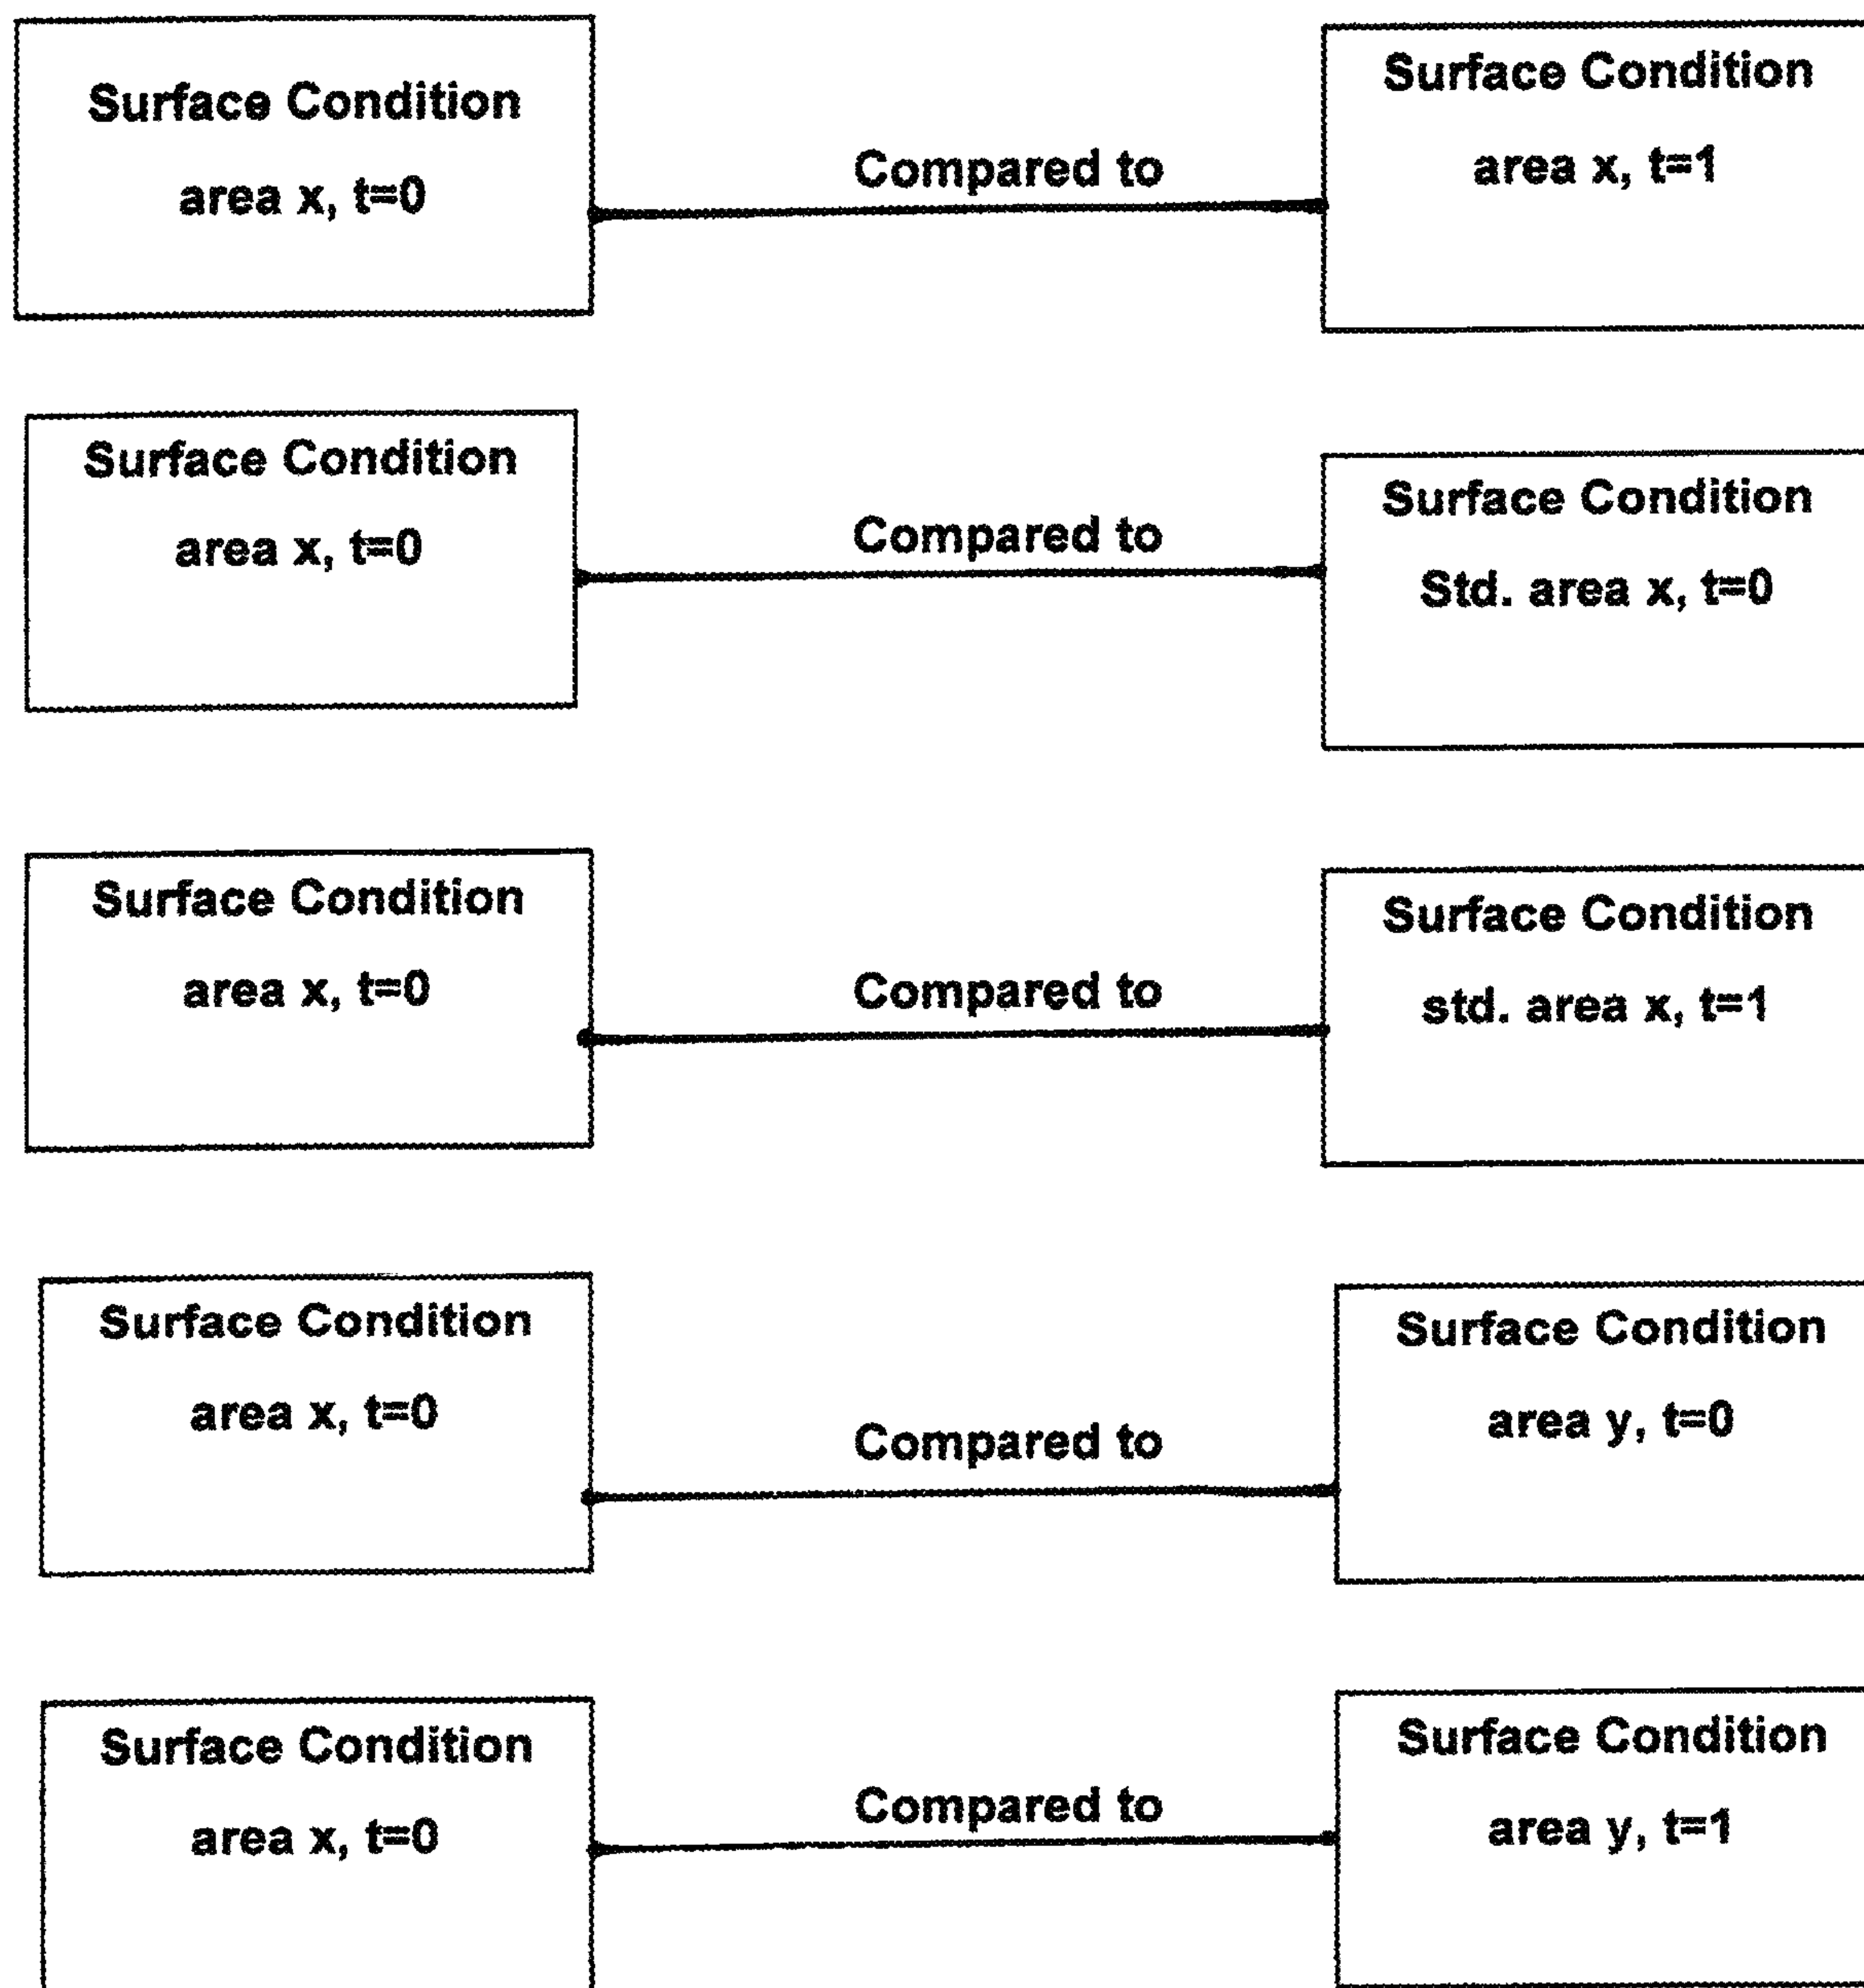 Surface Condition
area x, t=0
Compared to
Surface Condition
area x, t=1
Surface Condition
area x, t=0
Compared to
Surface Condition
Std. area x, t=0
Surface Condition
area x, t=0
Compared to
Surface Condition
std. area x, t=1
Surface Condition
area x, t=0
Compared to
Surface Condition
area y, t=0
Surface Condition
area x, t=0
Compared to
Surface Condition
area y, t=1